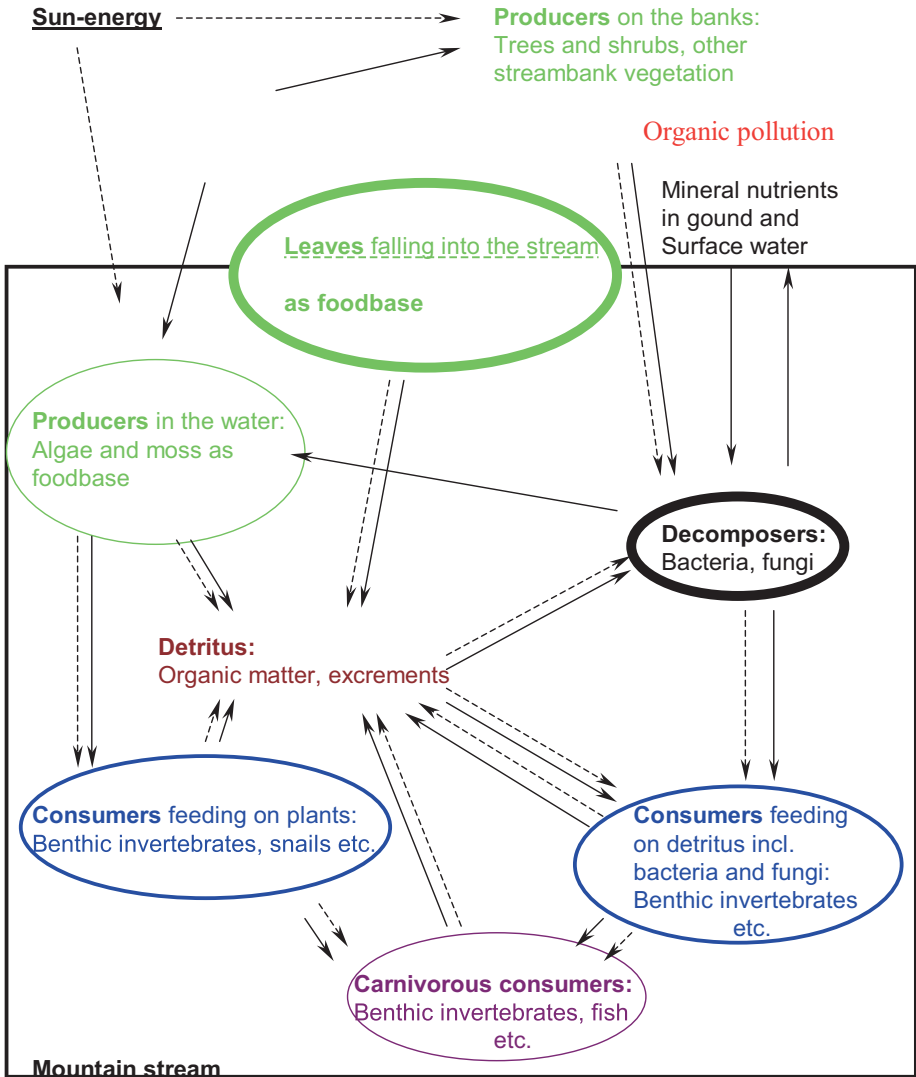 Sun-energy
Producers on the banks:
Trees and shrubs, other
streambank vegetation
Organic pollution
Mineral nutrients
in gound and
Surface water
Leaves falling into the stream
as foodbase
Producers in the water:
Algae and moss as
foodbase
Decomposers:
Bacteria, fungi
Detritus:
Organic matter, excrements
Consumers feeding on plants:
Benthic invertebrates, snails etc.
Consumers feeding
on detritus incl.
bacteria and fungi:
Benthic invertebrates
etc.
Carnivorous consumers:
Benthic invertebrates, fish
etc.
Mountain stream